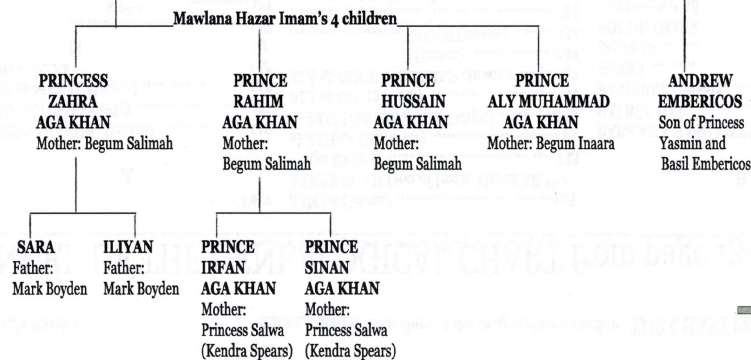 Mawlana Hazar Imam's 4 children
PRINCESS
ZAHRA
AGA KHAN
Mother: Begum Salimah
PRINCE
RAHIM
AGA KHAN
Mother:
Begum Salimah
PRINCE
HUSSAIN
AGA KHAN
Mother:
Begum Salimah
PRINCE
ALY MUHAMMAD
AGA KHAN
Mother: Begum Inaara
ANDREW
EMBERICOS
Son of Princess
Yasmin and
Basil Embericos
SARA
Father:
Mark Boyden
ILIYAN
Father:
Mark Boyden
PRINCE
IRFAN
AGA KHAN
Mother:
Princess Salwa
(Kendra Spears)
PRINCE
SINAN
AGA KHAN
Mother:
Princess Salwa
(Kendra Spears)